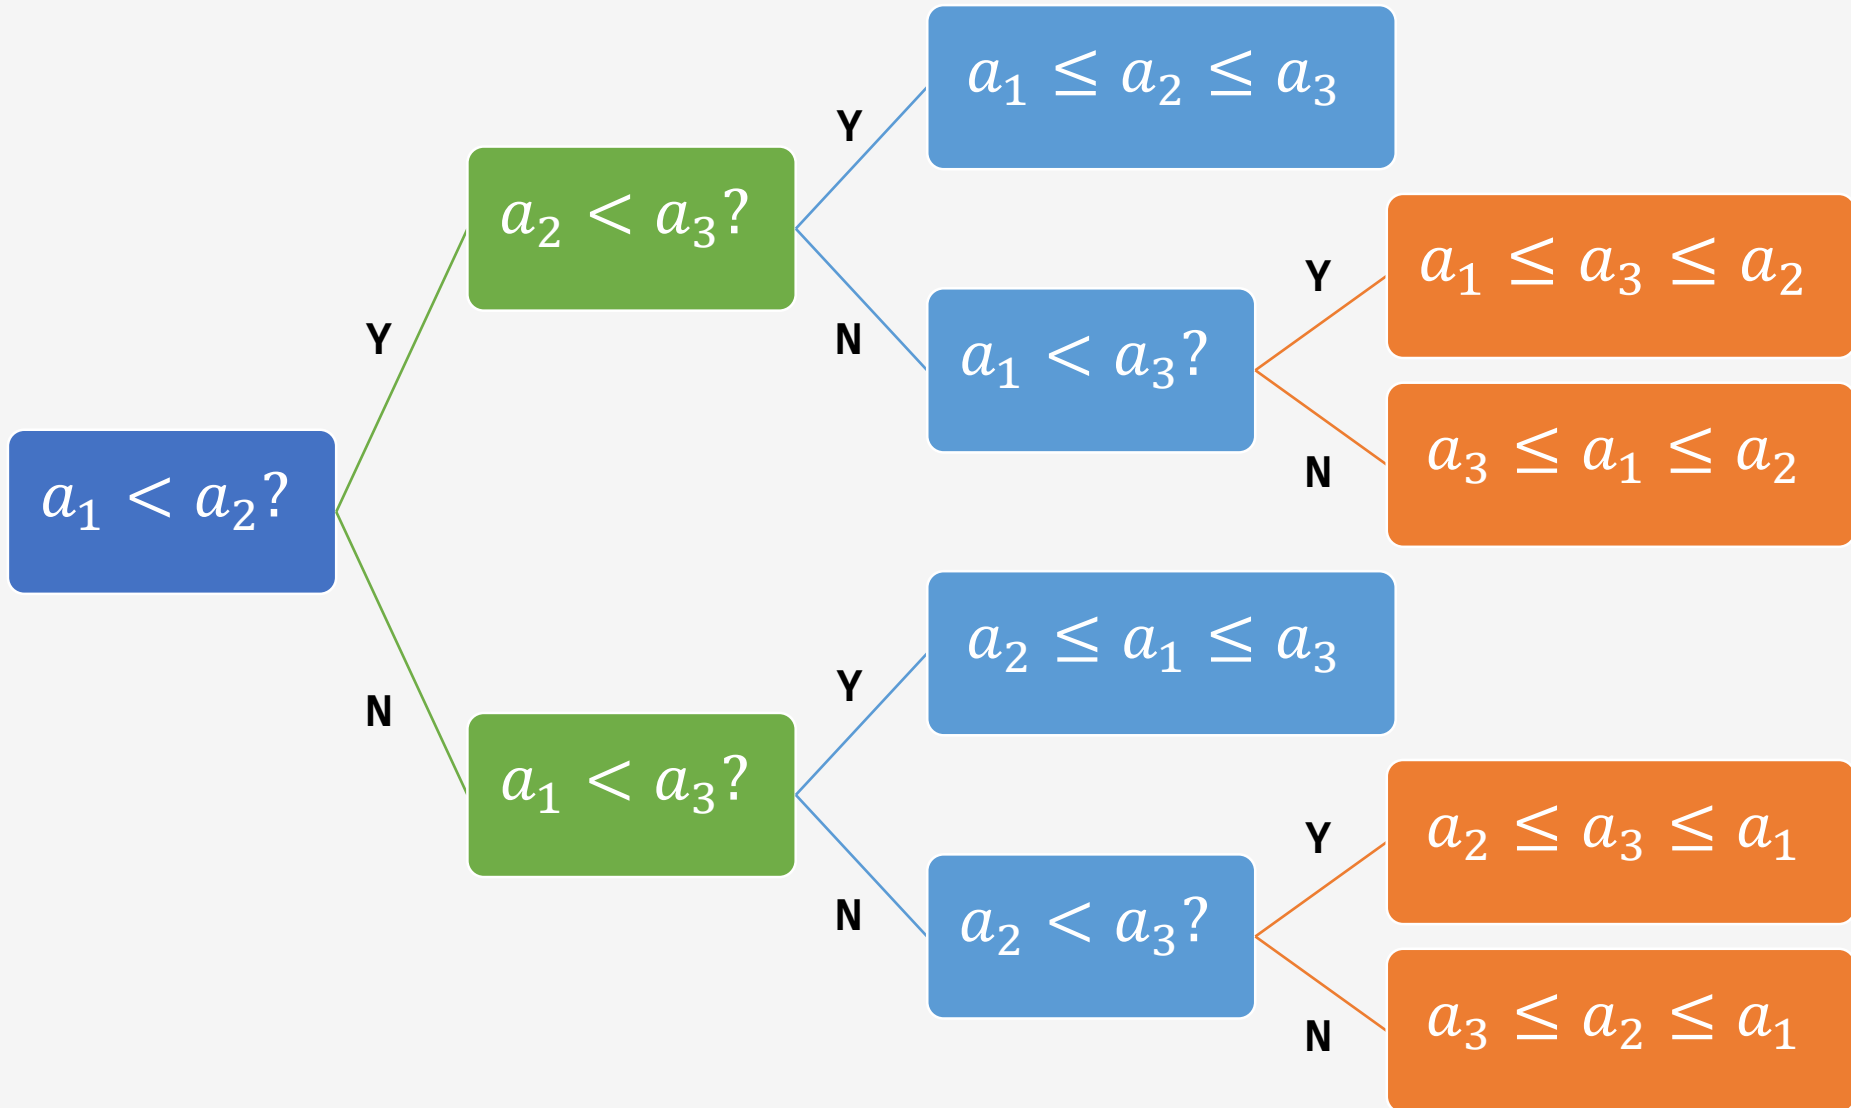 a₁ ≤ a₂ ≤ a₃
Y
a₂ < a₃?
a₁ ≤ a₃ ≤ a₂
Y
Y
N
a₁ < a₃?
a₃ ≤ a₁ ≤ a₂
N
a₁ < a₂?
a₂ ≤ a₁ ≤ a₃
Y
N
a₁ < a₃?
a₂ ≤ a₃ ≤ a₁
Y
N
a₂ < a₃?
a₃ ≤ a₂ ≤ a₁
N